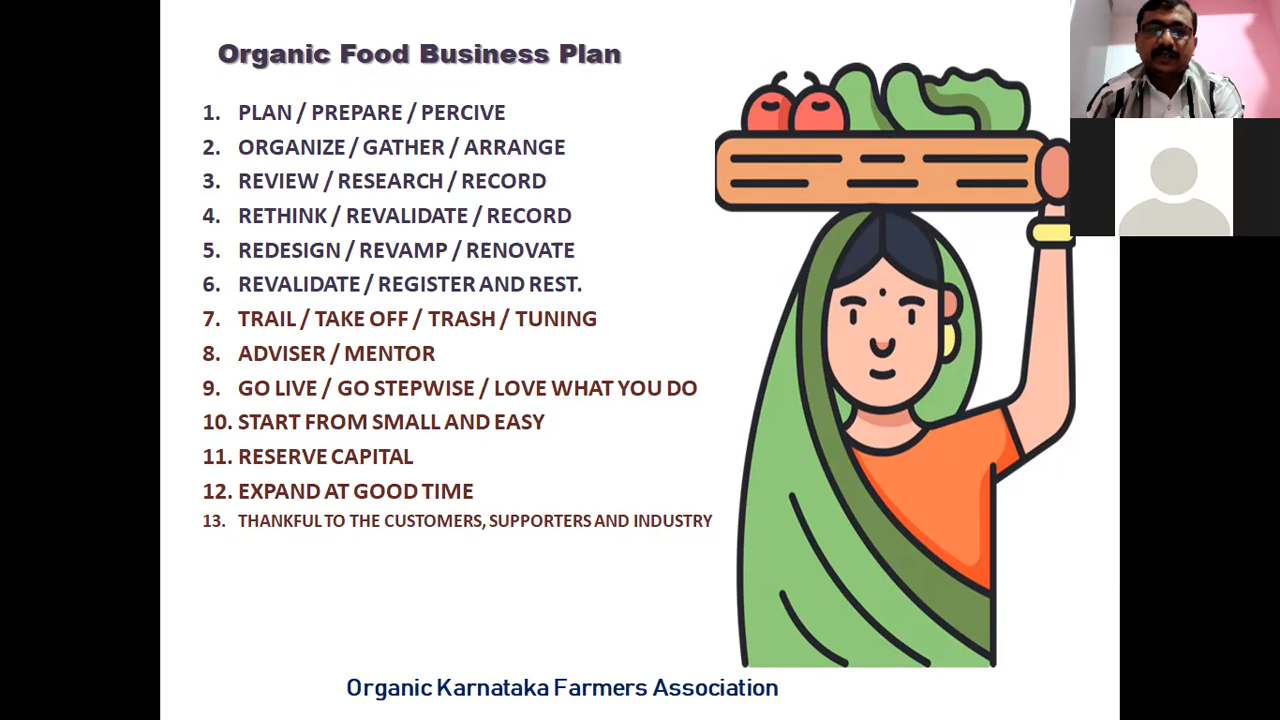 Organic Food Business Plan
1. PLAN / PREPARE / PERCIVE
2. ORGANIZE / GATHER / ARRANGE
3. REVIEW / RESEARCH / RECORD
4. RETHINK / REVALIDATE / RECORD
5. REDESIGN / REVAMP / RENOVATE
6. REVALIDATE / REGISTER AND REST.
7. TRAIL / TAKE OFF / TRASH / TUNING
8. ADVISER / MENTOR
9. GO LIVE / GO STEPWISE / LOVE WHAT YOU DO
10. START FROM SMALL AND EASY
11. RESERVE CAPITAL
12. EXPAND AT GOOD TIME
13. THANKFUL TO THE CUSTOMERS, SUPPORTERS AND INDUSTRY
Organic Karnataka Farmers Association